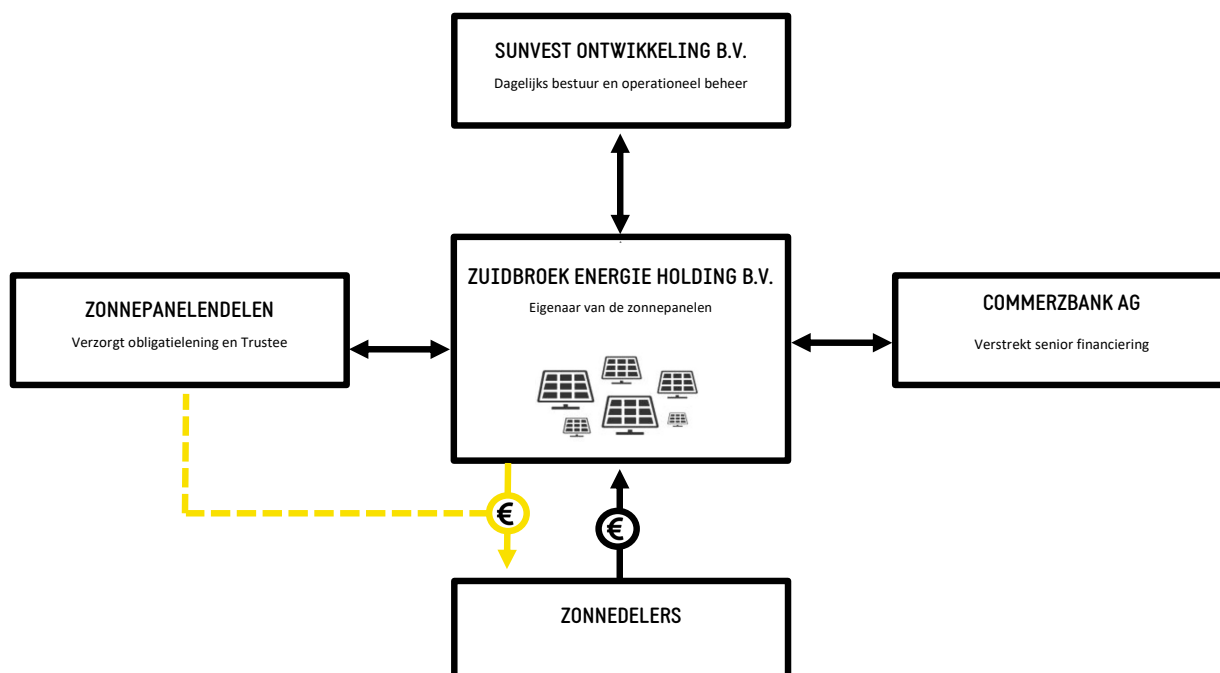 SUNVEST ONTWIKKELING B.V.
Dagelijks bestuur en operationeel beheer
ZUIDBROEK ENERGIE HOLDING B.V.
Eigenaar van de zonnepanelen
ZONNEPANELENDELEN
Verzorgt obligatielening en Trustee
COMMERZBANK AG
Verstrekt senior financiering
€
€
ZONNEDELERS